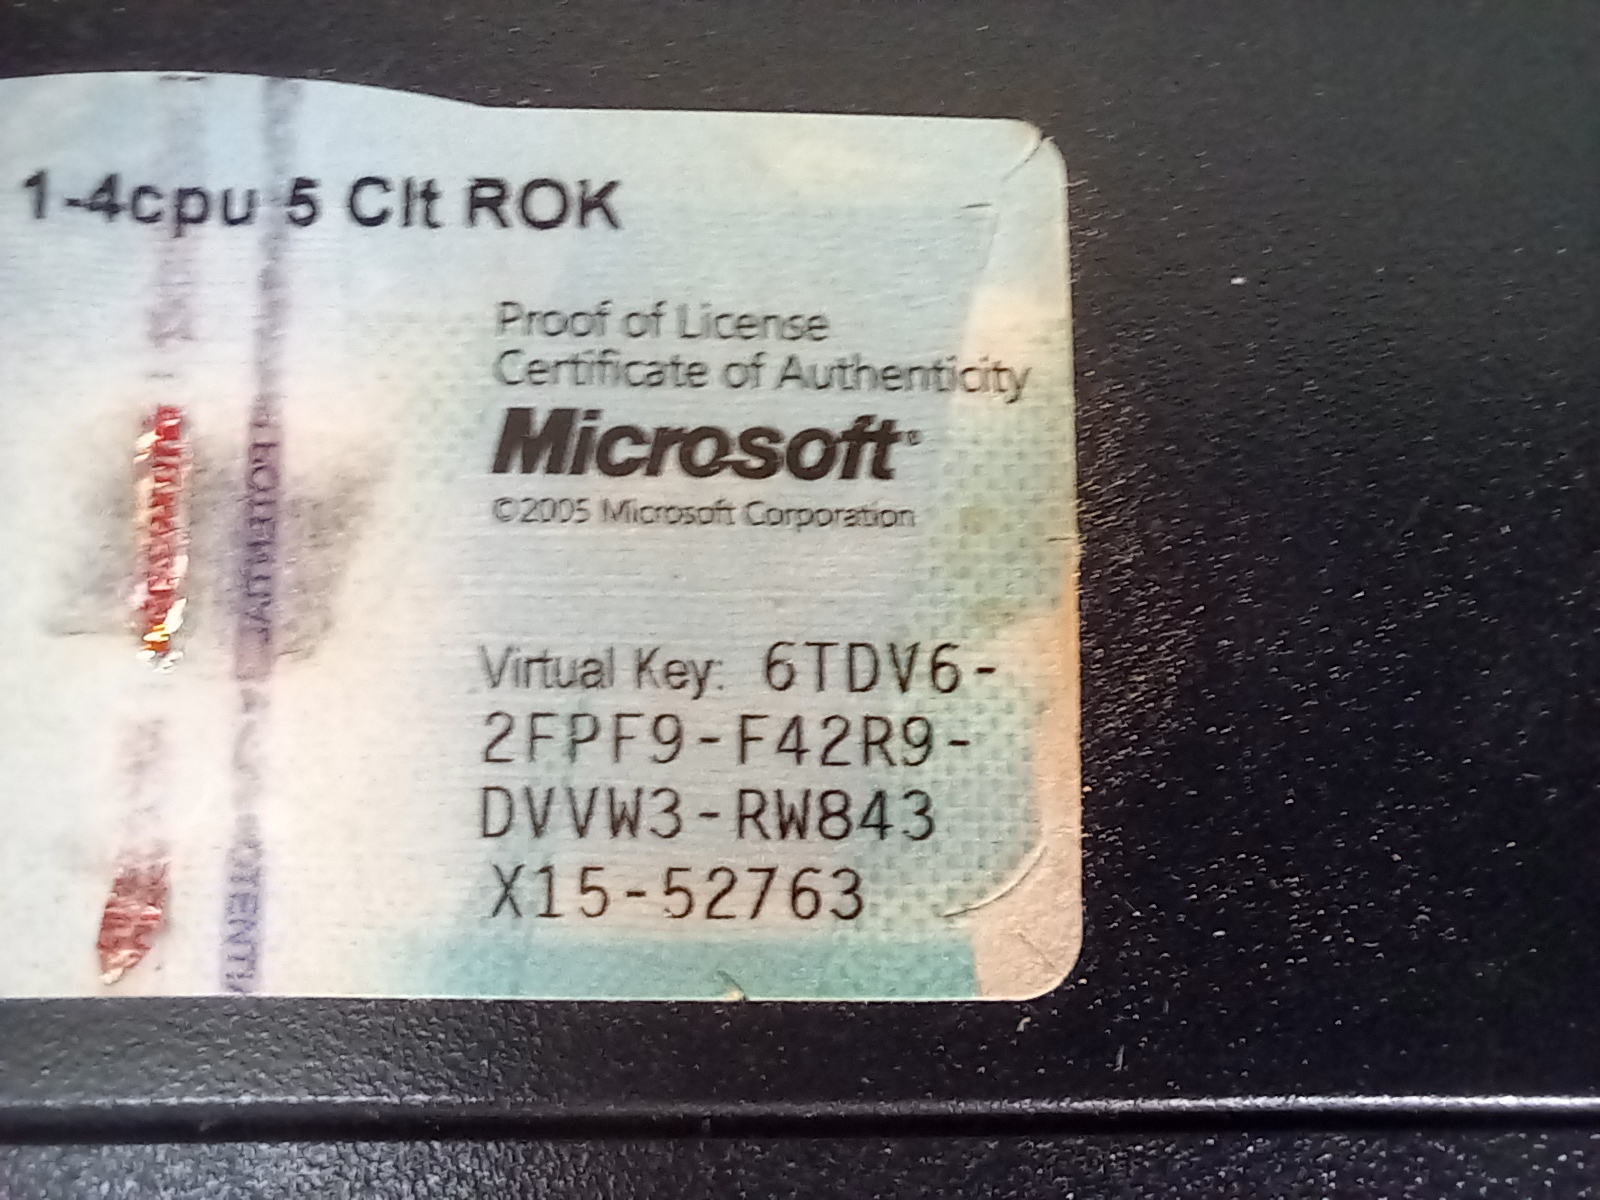 1-4cpu 5 Clt ROK
Proof of License
Certificate of Authenticity
Microsoft®
©2005 Microsoft Corporation
Virtual Key: 6TDV6-
2FPF9-F42R9-
DVVW3-RW843
X15-52763